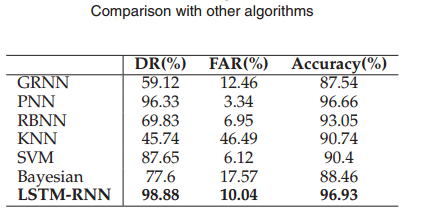 Comparison with other algorithms
DR(%) FAR(%) Accuracy(%)
GRNN 59.12 12.46 87.54
PNN 96.33 3.34 96.66
RBNN 69.83 6.95 93.05
KNN 45.74 46.49 90.74
SVM 87.65 6.12 90.4
Bayesian 77.6 17.57 88.46
LSTM-RNN 98.88 10.04 96.93